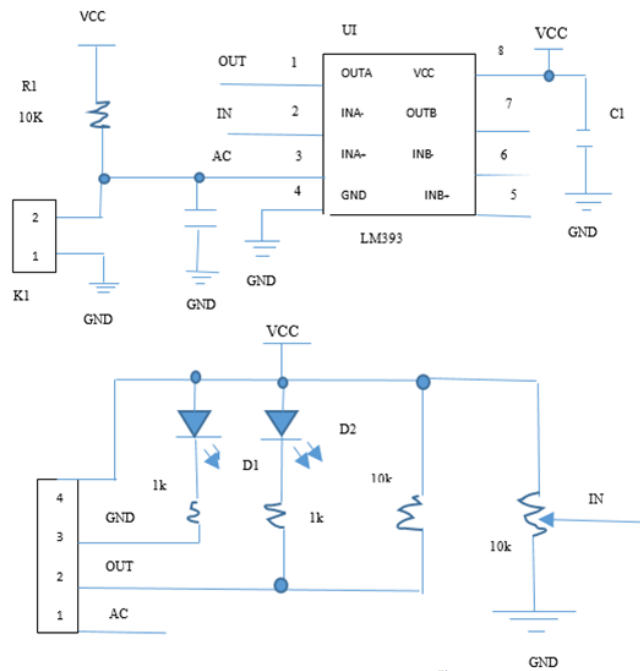 VCC
UI
8
VCC
R1
10K
OUT
1
OUTA
VCC
IN
2
INA-
OUTB
7
C1
AC
3
INA+
INB-
6
4
GND
INB+
5
2
1
K1
GND
GND
GND
LM393
GND
VCC
D2
D1
1k
1k
10k
10k
IN
4
GND
3
OUT
2
1
AC
GND